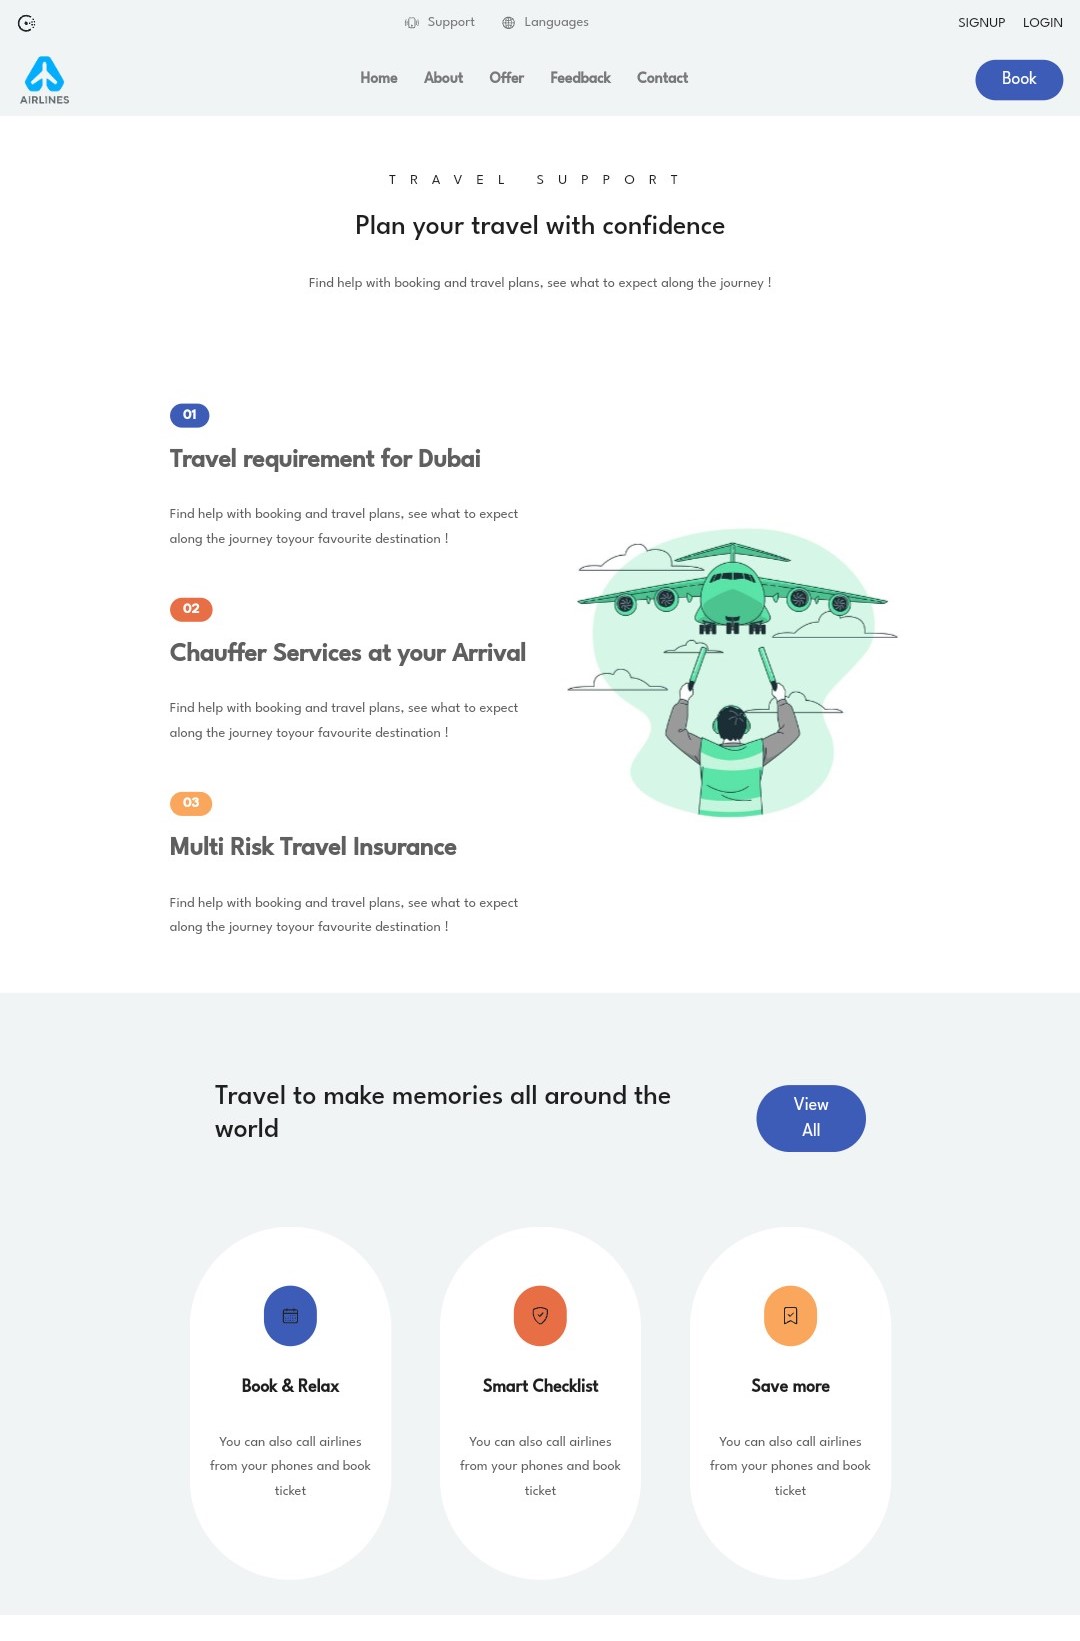 Support
Languages
SIGNUP
LOGIN
AIRLINES
Home
About
Offer
Feedback
Contact
Book
TRAVEL SUPPORT
Plan your travel with confidence
Find help with booking and travel plans, see what to expect along the journey !
01
Travel requirement for Dubai
Find help with booking and travel plans, see what to expect
along the journey toyour favourite destination !
02
Chauffer Services at your Arrival
Find help with booking and travel plans, see what to expect
along the journey toyour favourite destination !
03
Multi Risk Travel Insurance
Find help with booking and travel plans, see what to expect
along the journey toyour favourite destination !
Travel to make memories all around the
world
View
All
Book & Relax
You can also call airlines
from your phones and book
ticket
Smart Checklist
You can also call airlines
from your phones and book
ticket
Save more
You can also call airlines
from your phones and book
ticket